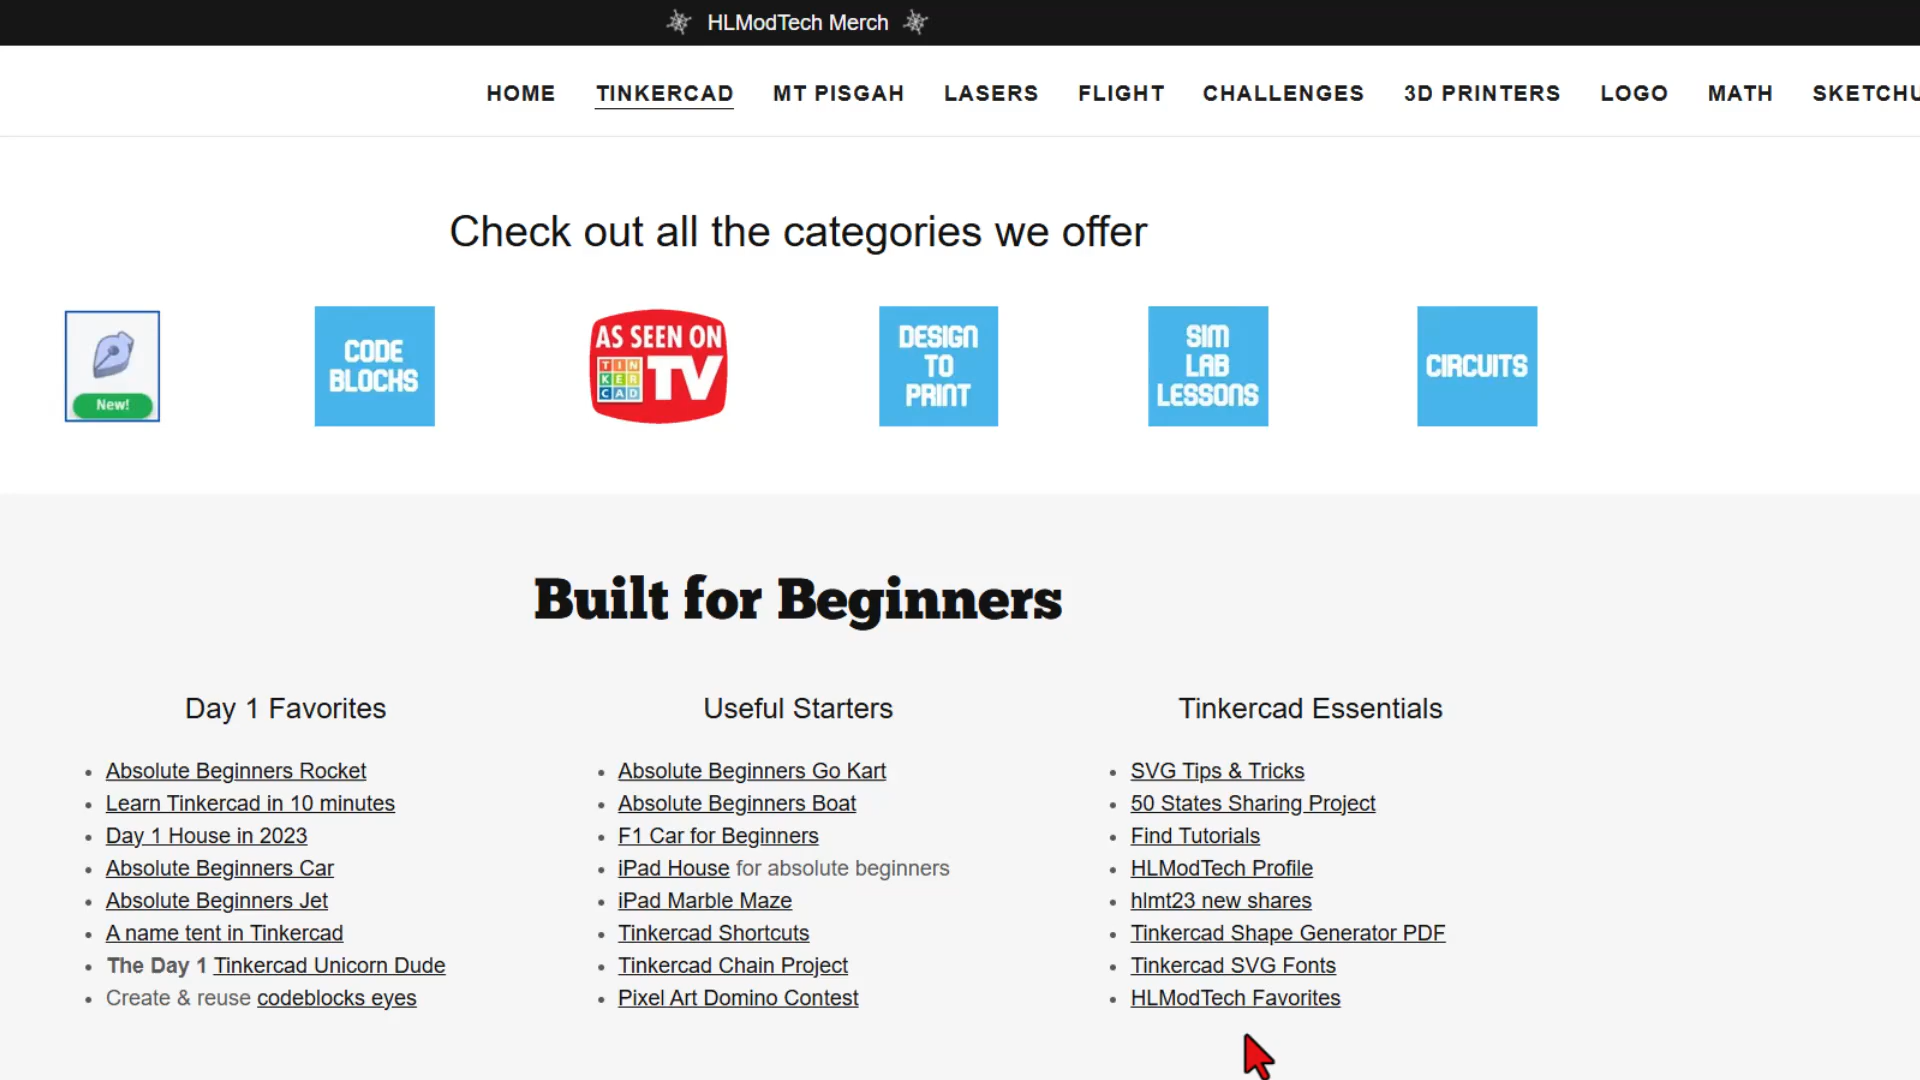 HLModTech Merch
HOME TINKERCAD MT PISGAH LASERS FLIGHT CHALLENGES 3D PRINTERS LOGO MATH SKETCHU
Check out all the categories we offer
New!
CODE
BLOCKS
AS SEEN ON
TIN
KER
CAD
TV
DESIGN
TO
PRINT
SIM
LAB
LESSONS
CIRCUITS
Built for Beginners
Day 1 Favorites
Absolute Beginners Rocket
Learn Tinkercad in 10 minutes
Day 1 House in 2023
Absolute Beginners Car
Absolute Beginners Jet
A name tent in Tinkercad
The Day 1 Tinkercad Unicorn Dude
Create & reuse codeblocks eyes
Useful Starters
Absolute Beginners Go Kart
Absolute Beginners Boat
F1 Car for Beginners
iPad House for absolute beginners
iPad Marble Maze
Tinkercad Shortcuts
Tinkercad Chain Project
Pixel Art Domino Contest
Tinkercad Essentials
SVG Tips & Tricks
50 States Sharing Project
Find Tutorials
HLModTech Profile
hlmt23 new shares
Tinkercad Shape Generator PDF
Tinkercad SVG Fonts
HLModTech Favorites